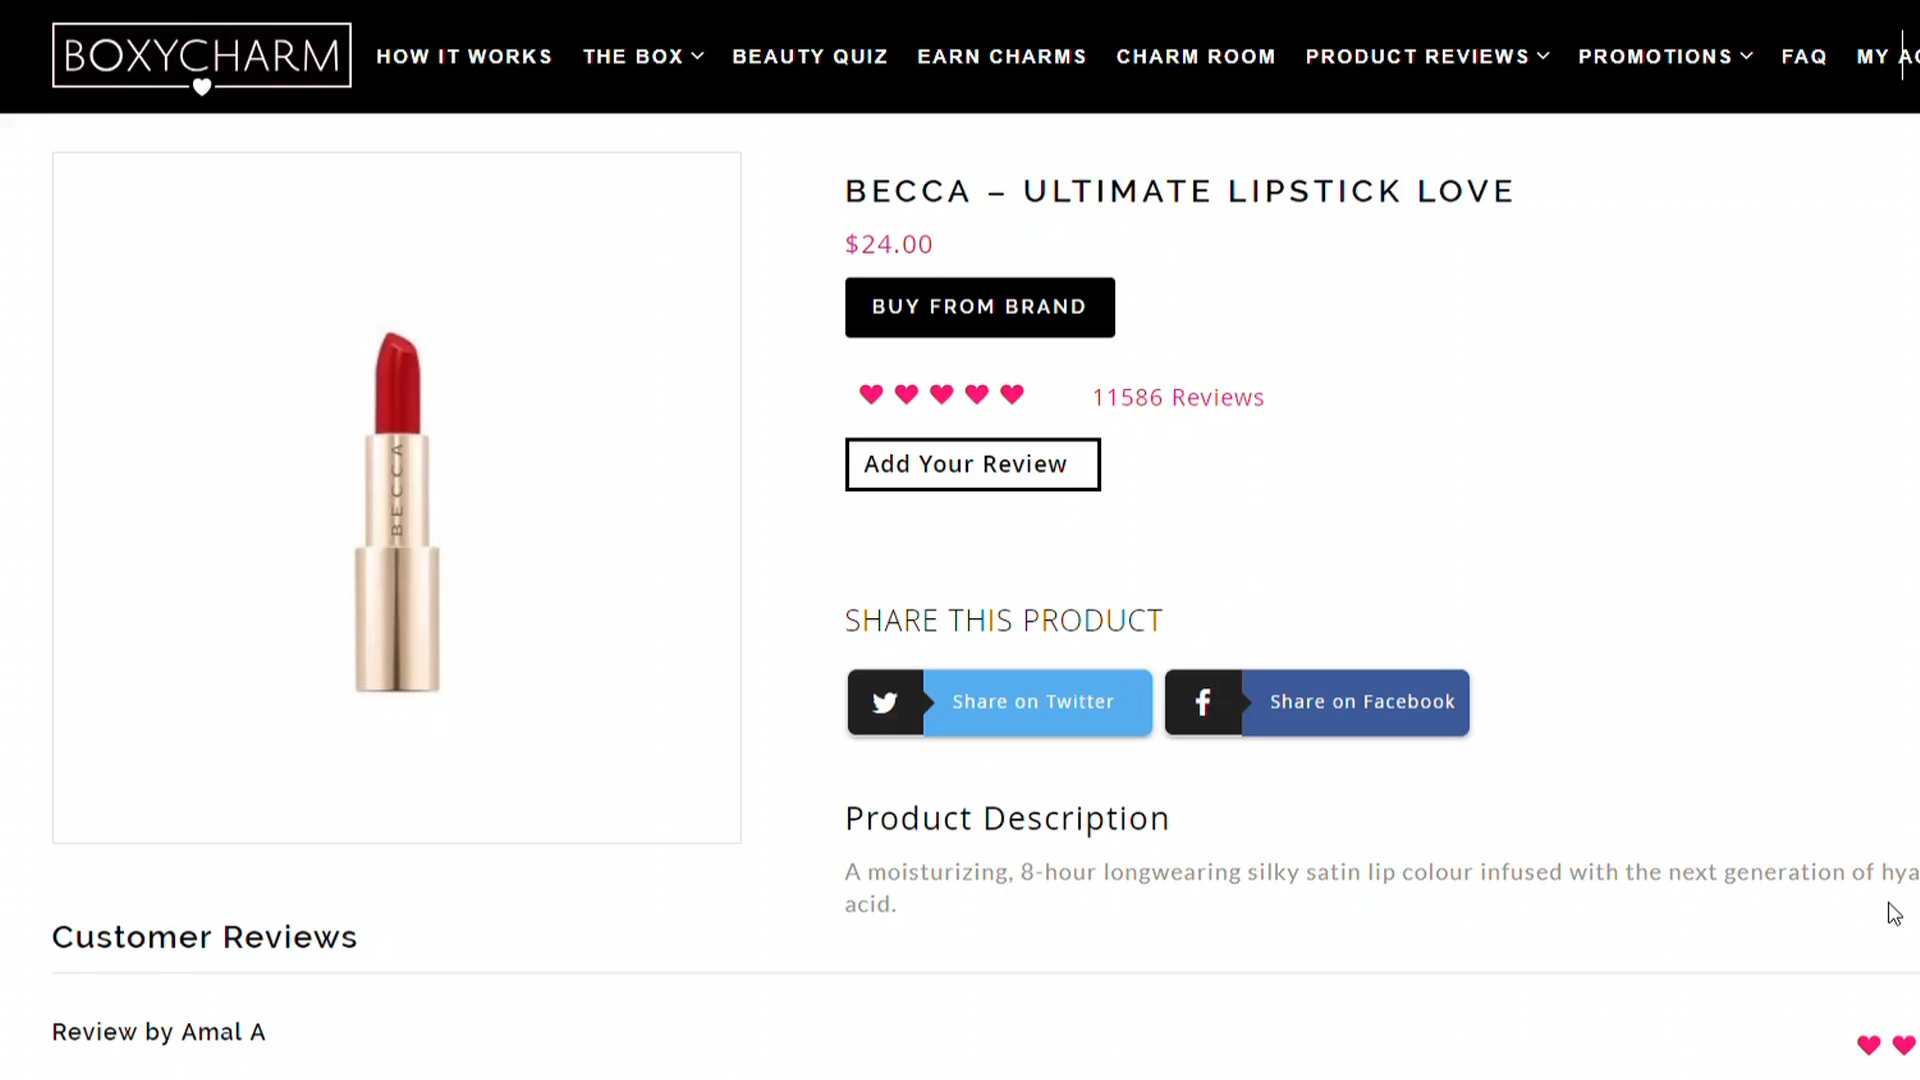 BOXYCHARM HOW IT WORKS THE BOX BEAUTY QUIZ EARN CHARMS CHARM ROOM PRODUCT REVIEWS PROMOTIONS FAQ MY
BECCA – ULTIMATE LIPSTICK LOVE
$24.00
BUY FROM BRAND
11586 Reviews
Add Your Review
BECCA
SHARE THIS PRODUCT
Share on Twitter Share on Facebook
Product Description
A moisturizing, 8-hour longwearing silky satin lip colour infused with the next generation of
acid.
Customer Reviews
Review by Amal A